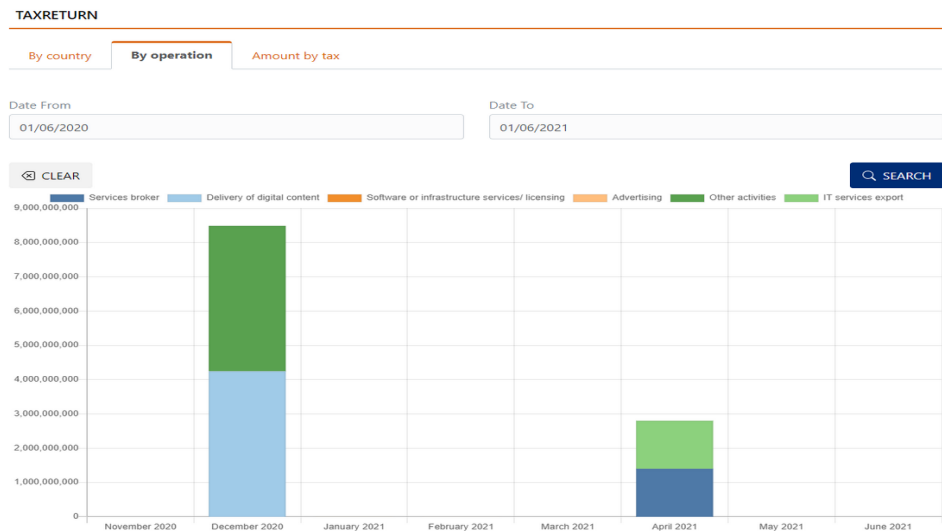 TAXRETURN
By country By operation Amount by tax
Date From Date To
01/06/2020 01/06/2021
CLEAR SEARCH
Services broker Delivery of digital content Software or infrastructure services/ licensing Advertising Other activities IT services export
9,000,000,000
8,000,000,000
7,000,000,000
6,000,000,000
5,000,000,000
4,000,000,000
3,000,000,000
2,000,000,000
1,000,000,000
0
November 2020 December 2020 January 2021 February 2021 March 2021 April 2021 May 2021 June 2021